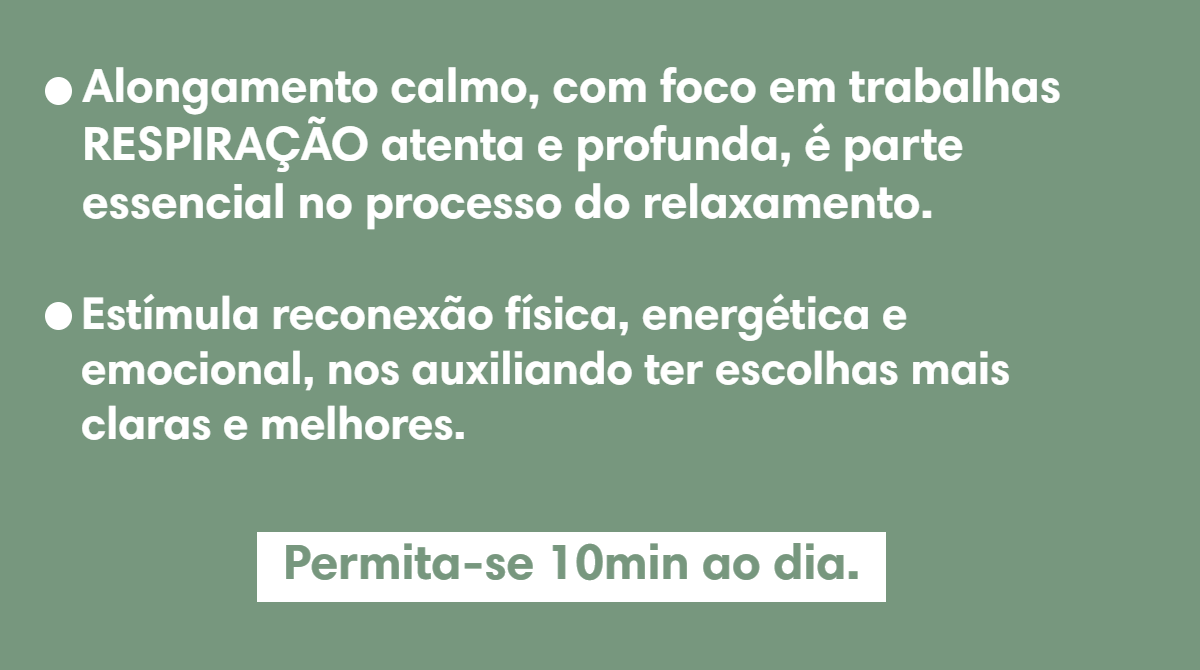 ● Alongamento calmo, com foco em trabalhas
RESPIRAÇÃO atenta e profunda, é parte
essencial no processo do relaxamento.
● Estímula reconexão física, energética e
emocional, nos auxiliando ter escolhas mais
claras e melhores.
Permita-se 10min ao dia.